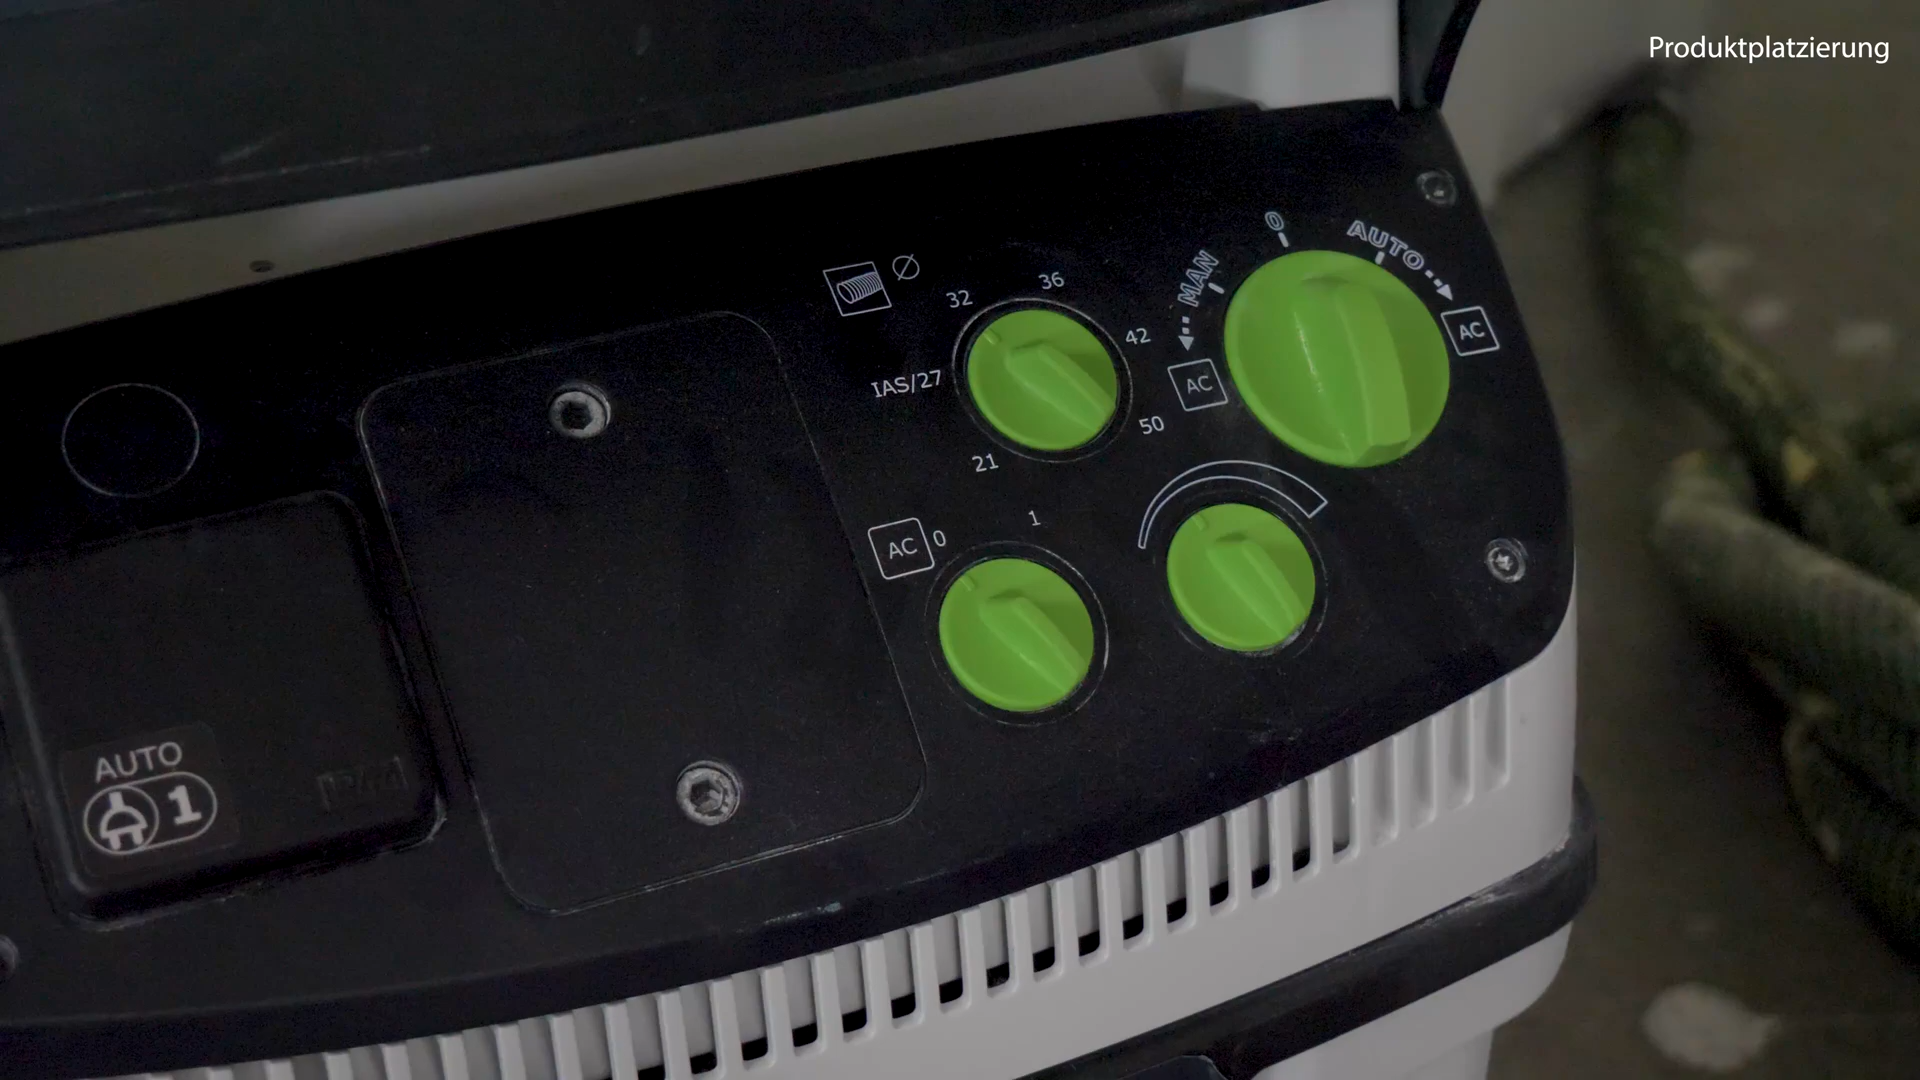 Produktplatzierung
0
AUTO
MAN
AC
AC
Ø
36
32
42
IAS/27
50
21
1
AC
0
AUTO
1